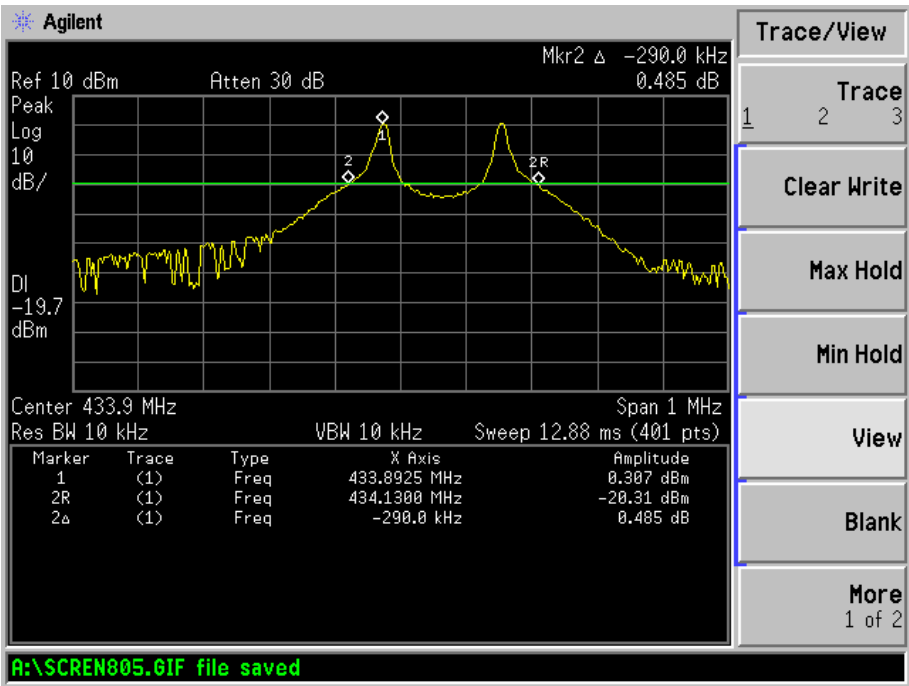 Agilent
Trace/View
Mkr2 Δ -290.0 kHz
Ref 10 dBm Atten 30 dB 0.485 dB
Peak
Log
10
dB/
1
2
2R
DI
-19.7
dBm
Center 433.9 MHz Span 1 MHz
Res BW 10 kHz VBW 10 kHz Sweep 12.88 ms (401 pts)
Marker Trace Type X Axis Amplitude
1 (1) Freq 433.8925 MHz 0.307 dBm
2R (1) Freq 434.1300 MHz -20.31 dBm
2Δ (1) Freq -290.0 kHz 0.485 dB
Trace
1 2 3
Clear Write
Max Hold
Min Hold
View
Blank
More
1 of 2
A:\SCREN805.GIF file saved